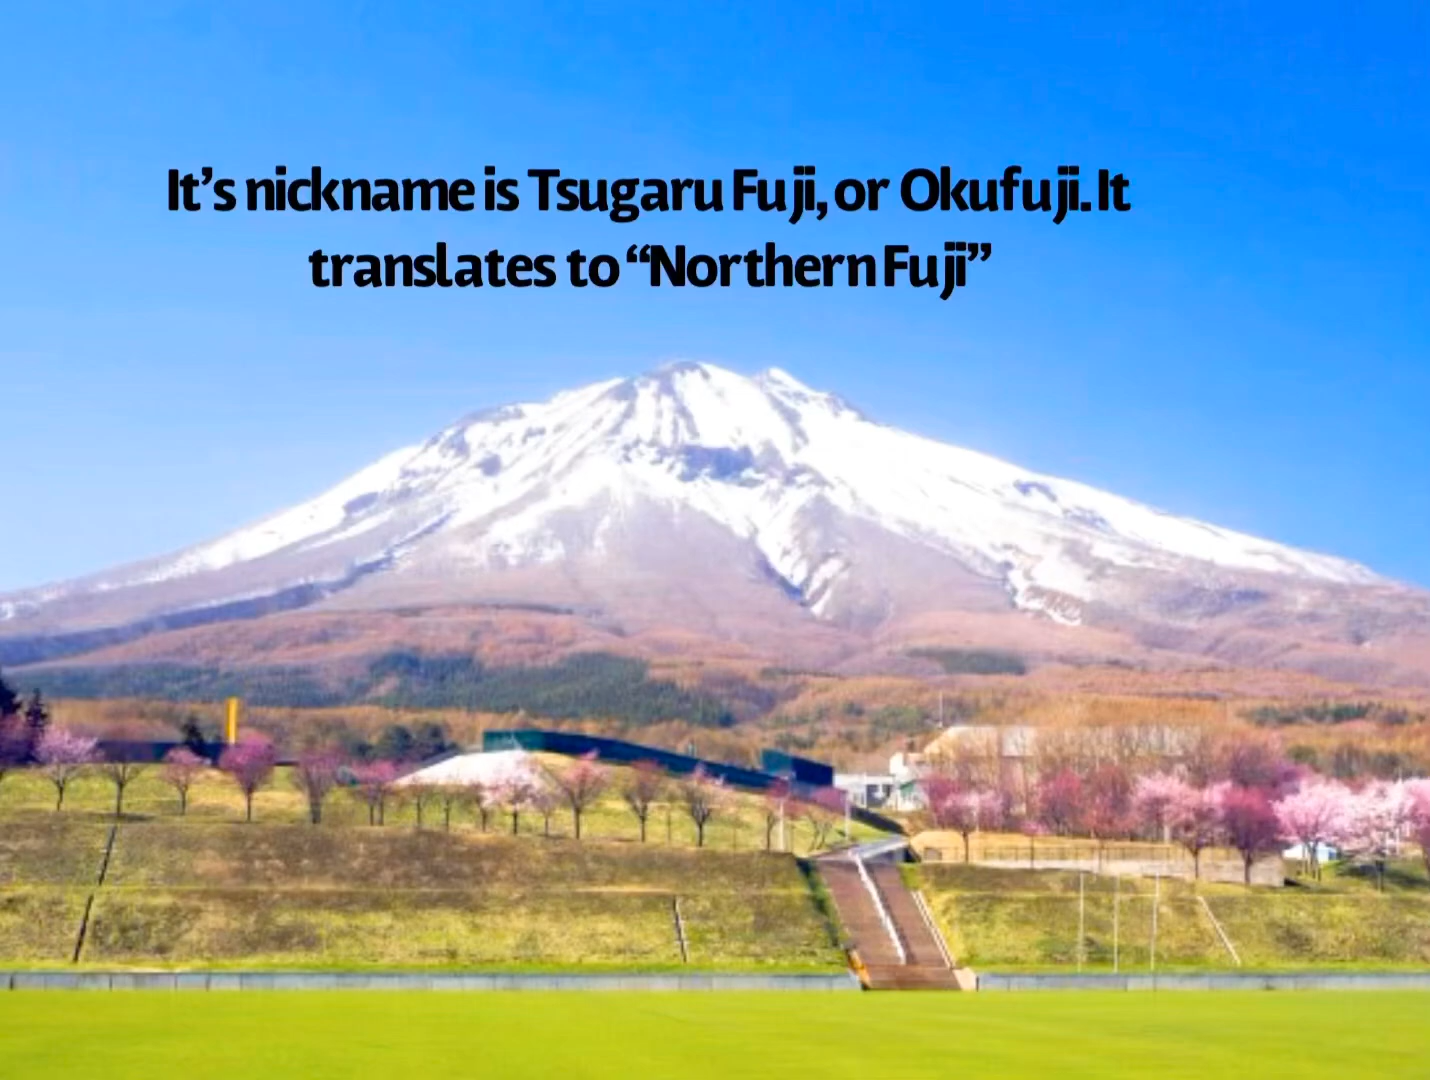 It’s nickname is Tsugaru Fuji, or Okufuji. It
translates to “Northern Fuji”